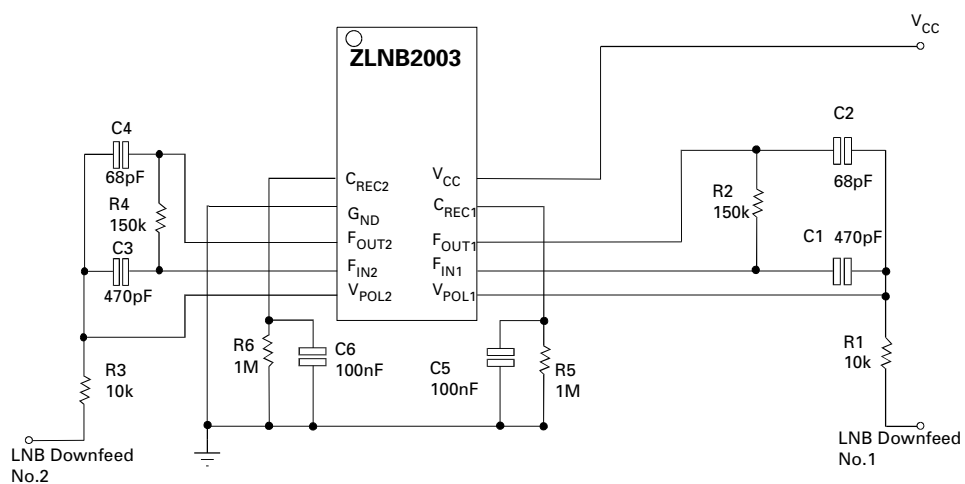 V_CC
ZLNB2003
C4
68pF
R4
150k
C3
470pF
C_REC2
G_ND
F_OUT2
F_IN2
V_POL2
V_CC
C_REC1
F_OUT1
F_IN1
V_POL1
C2
68pF
R2
150k
C1 470pF
R6
1M
C6
100nF
C5
100nF
R5
1M
R3
10k
R1
10k
LNB Downfeed
No.2
LNB Downfeed
No.1